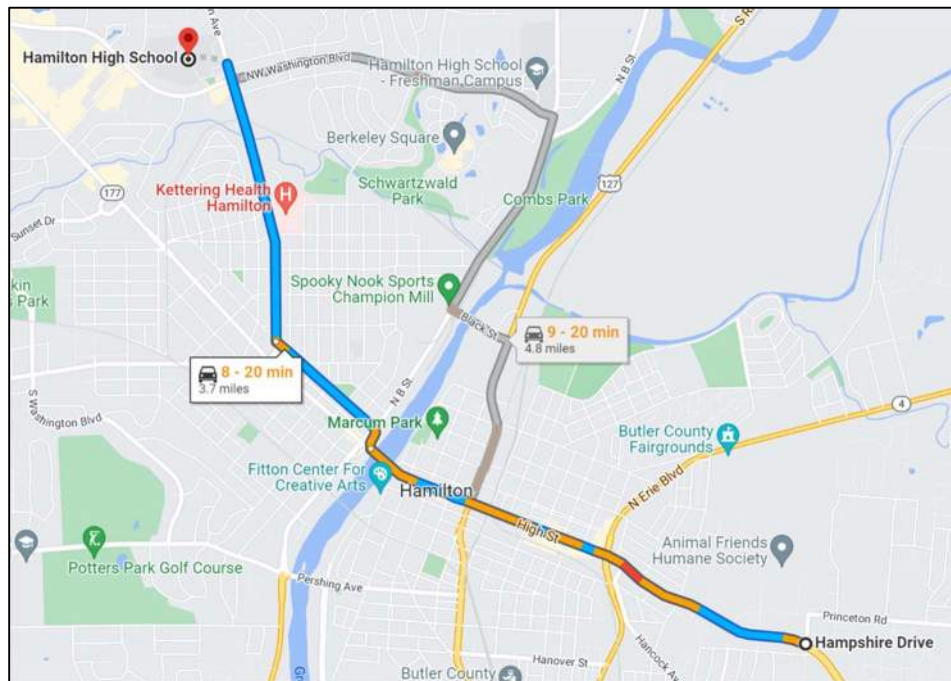 Hamilton High School
n Ave
NW Washington Blvd
Hamilton High School
- Freshman Campus
N B St
S R
Berkeley Square
177
Kettering Health
Hamilton
Schwartzwald
Park
Combs Park
127
Sunset Dr
kin
s Park
Spooky Nook Sports
Champion Mill
Black St
9 - 20 min
4.8 miles
8 - 20 min
3.7 miles
S Washington Blvd
N B St
4
Marcum Park
Butler County
Fairgrounds
Fitton Center For
Creative Arts
Hamilton
N Erie Blvd
High St
Animal Friends
Humane Society
Potters Park Golf Course
Pershing Ave
Princeton Rd
Hampshire Drive
Hanover St
Hancock Av
Butler County
Gre